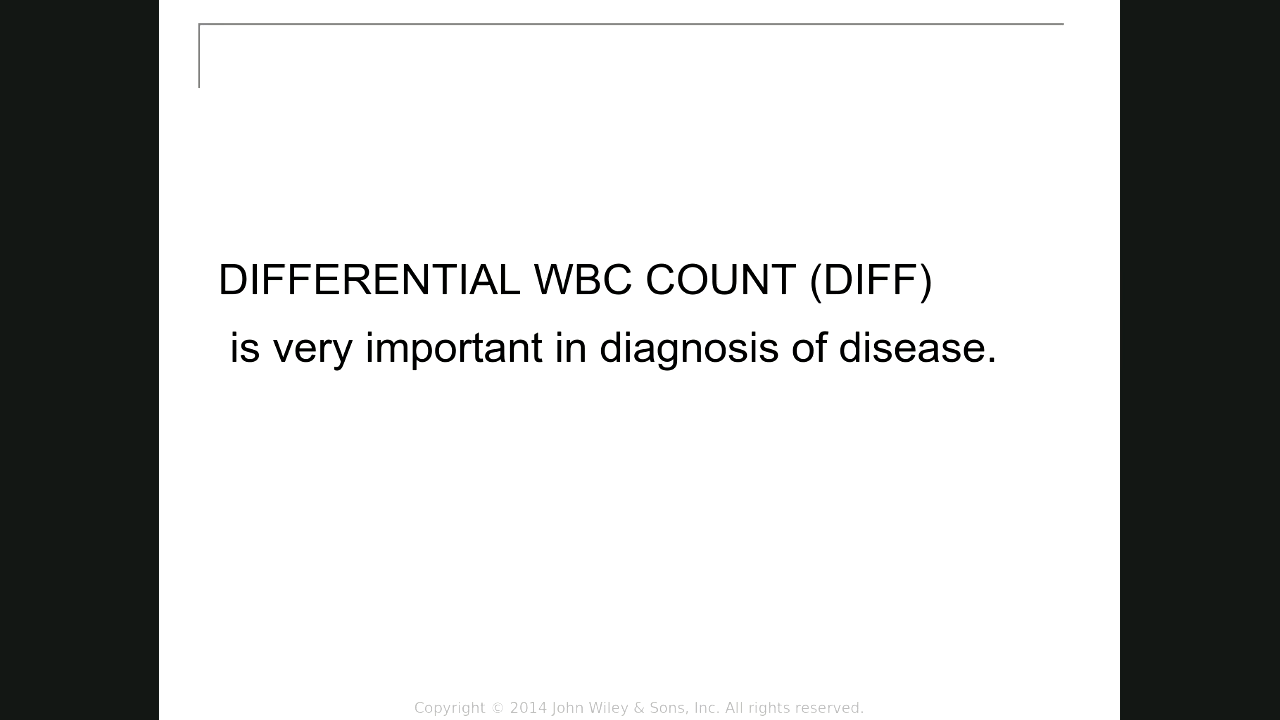 DIFFERENTIAL WBC COUNT (DIFF)
is very important in diagnosis of disease.
Copyright © 2014 John Wiley & Sons, Inc. All rights reserved.